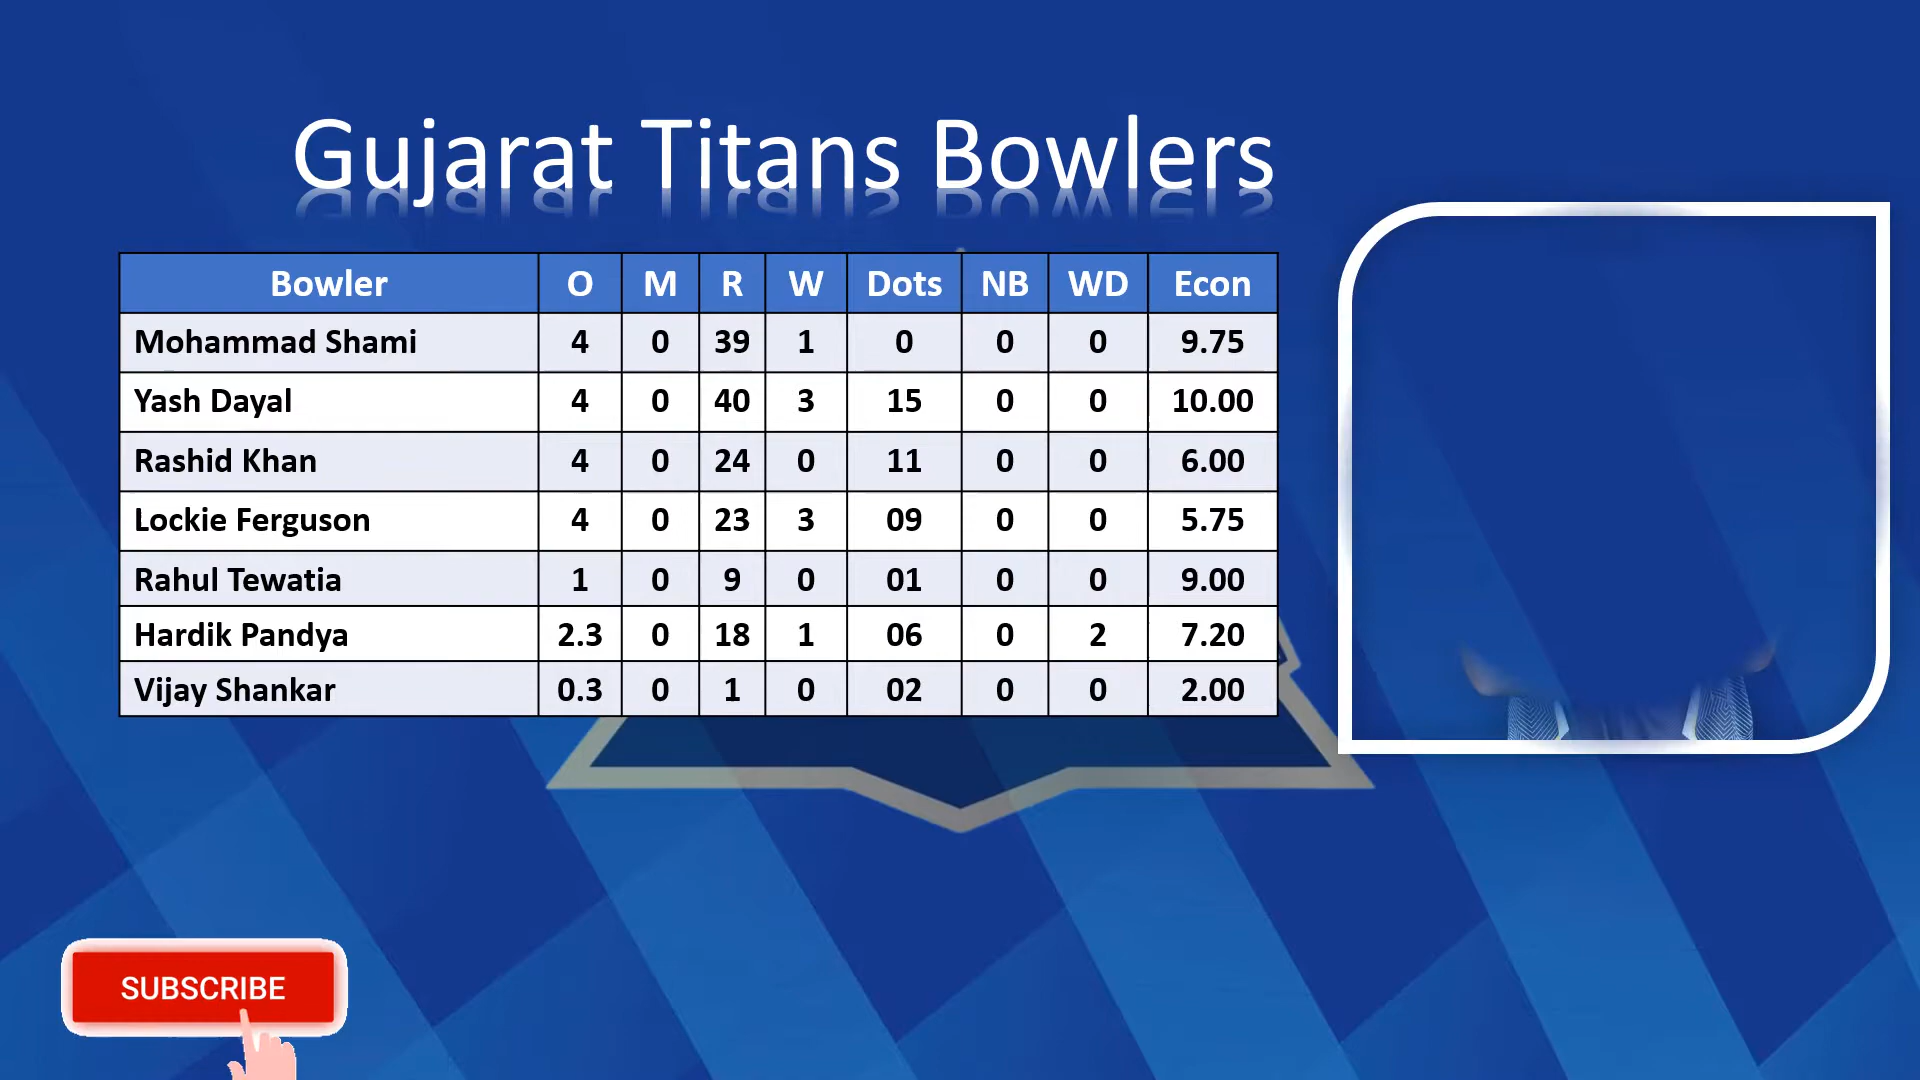 Gujarat Titans Bowlers
Bowler O M R W Dots NB WD Econ
Mohammad Shami 4 0 39 1 0 0 0 9.75
Yash Dayal 4 0 40 3 15 0 0 10.00
Rashid Khan 4 0 24 0 11 0 0 6.00
Lockie Ferguson 4 0 23 3 09 0 0 5.75
Rahul Tewatia 1 0 9 0 01 0 0 9.00
Hardik Pandya 2.3 0 18 1 06 0 2 7.20
Vijay Shankar 0.3 0 1 0 02 0 0 2.00
SUBSCRIBE